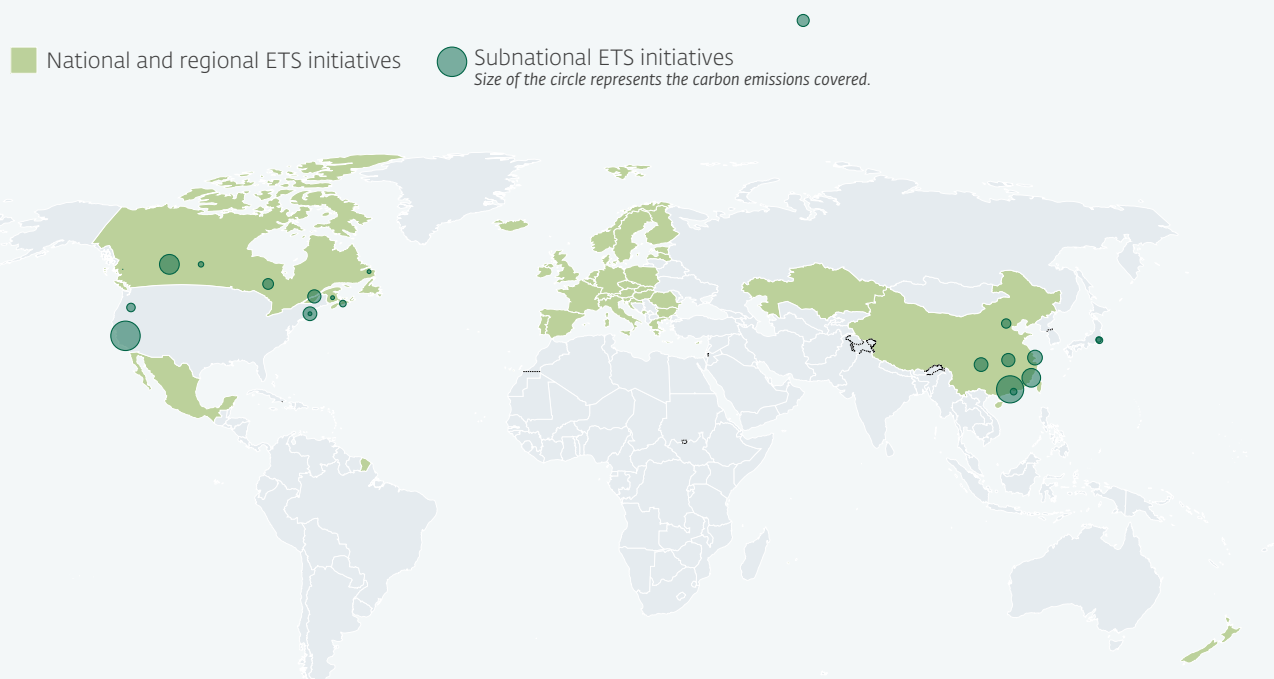 National and regional ETS initiatives
Subnational ETS initiatives
Size of the circle represents the carbon emissions covered.